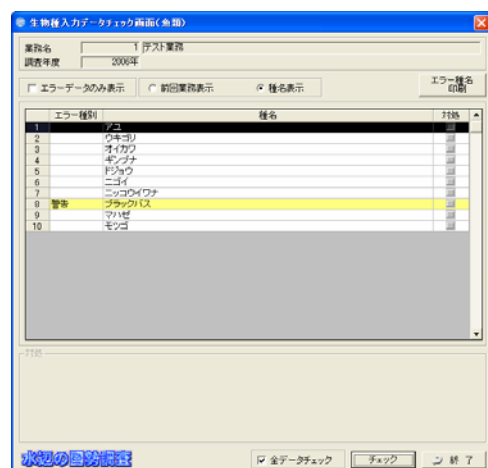 生物種入力データチェック画面(魚類)
業務名 1 テスト業務
調査年度 2006年
エラーデータのみ表示 前回業務表示 種名表示 エラー種名印刷
エラー種別 種名 対処
1 アユ
2 ウキゴリ
3 オイカワ
4 ギンブナ
5 ドジョウ
6 ニゴイ
7 ニッコウイワナ
8 警告 ブラックバス
9 マハゼ
10 モツゴ
対処
水辺の国勢調査 全データチェック チェック 終 了